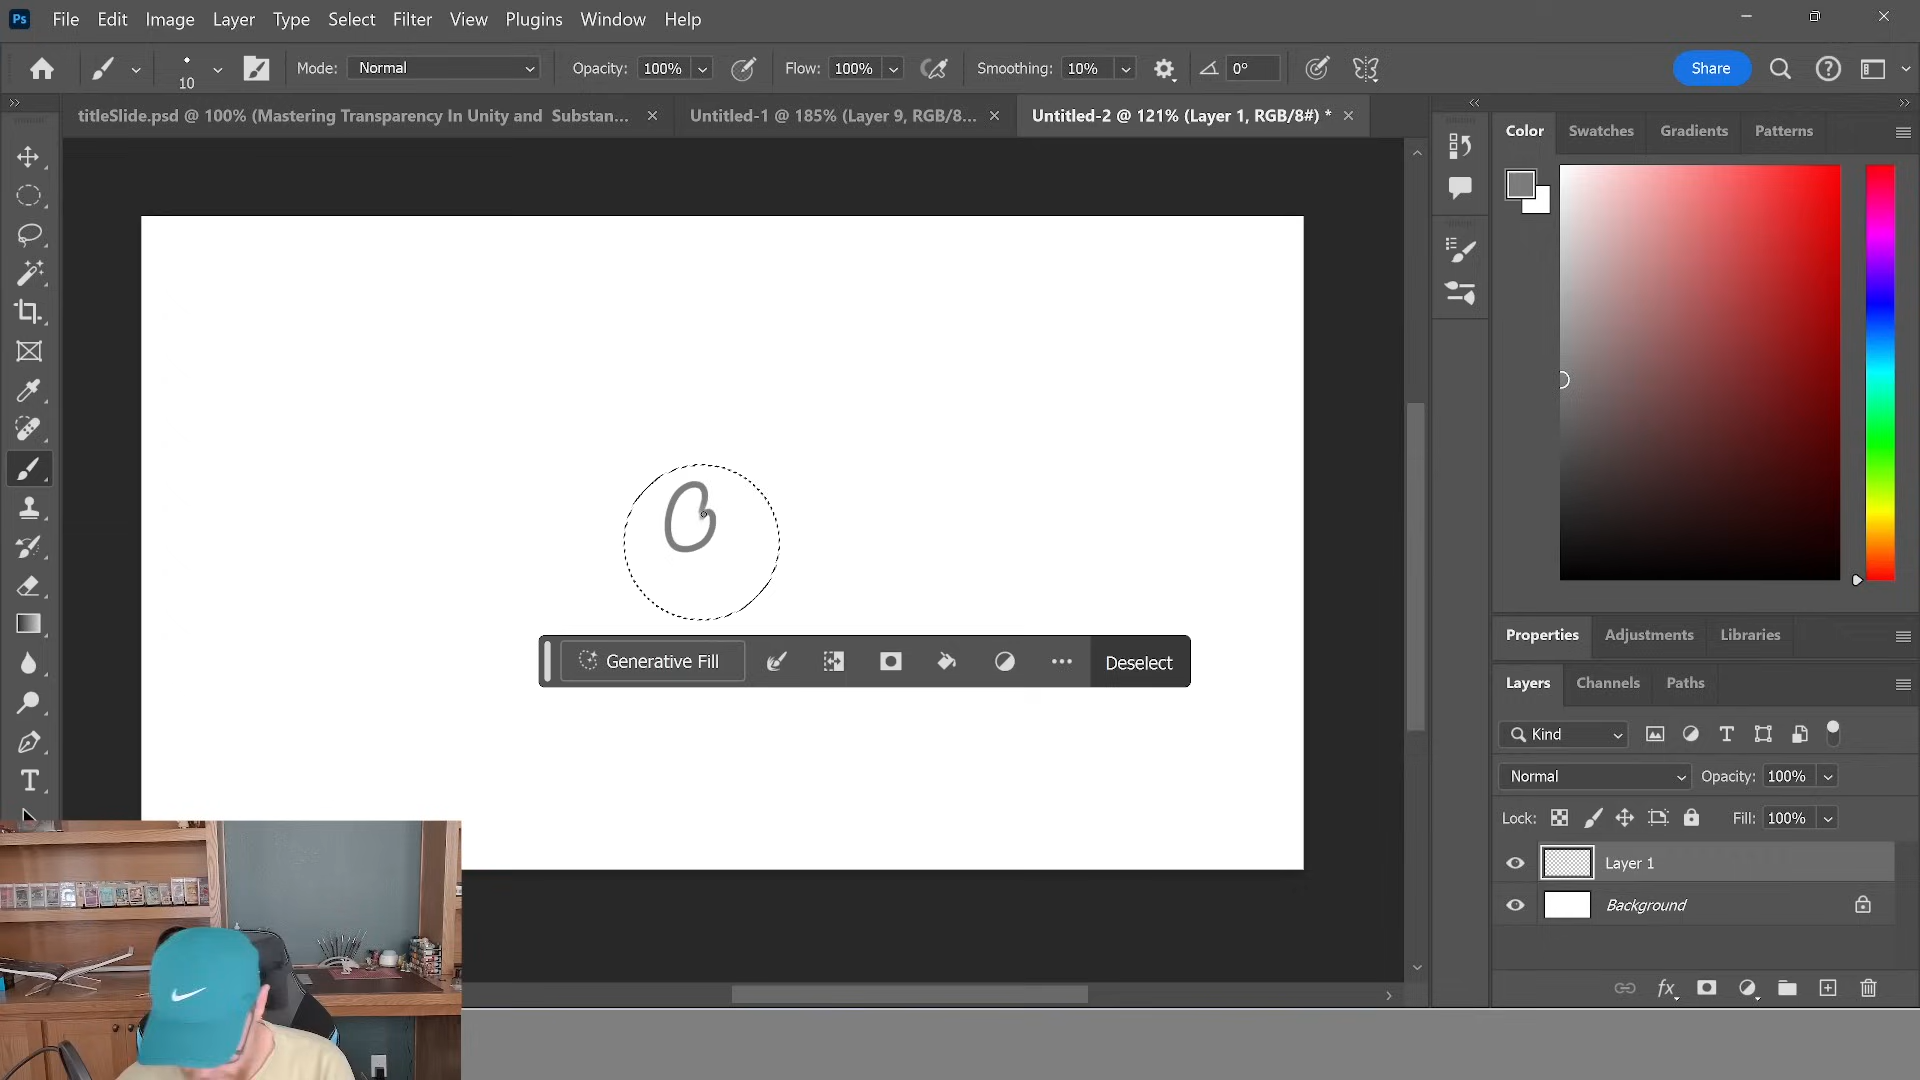 Ps File Edit Image Layer Type Select Filter View Plugins Window Help
10 Mode: Normal Opacity: 100% Flow: 100% Smoothing: 10% 0° Share
titleSlide.psd @ 100% (Mastering Transparency In Unity and Substan... Untitled-1 @ 185% (Layer 9, RGB/8... Untitled-2 @ 121% (Layer 1, RGB/8#) *
Color Swatches Gradients Patterns
Generative Fill Deselect
Properties Adjustments Libraries
Layers Channels Paths
Kind
Normal Opacity: 100%
Lock: Fill: 100%
Layer 1
Background